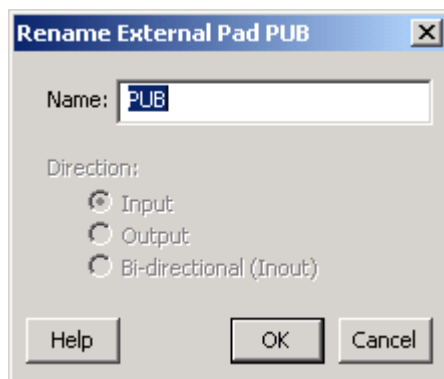 Rename External Pad PUB
Name: PUB
Direction:
Input
Output
Bi-directional (Inout)
Help OK Cancel